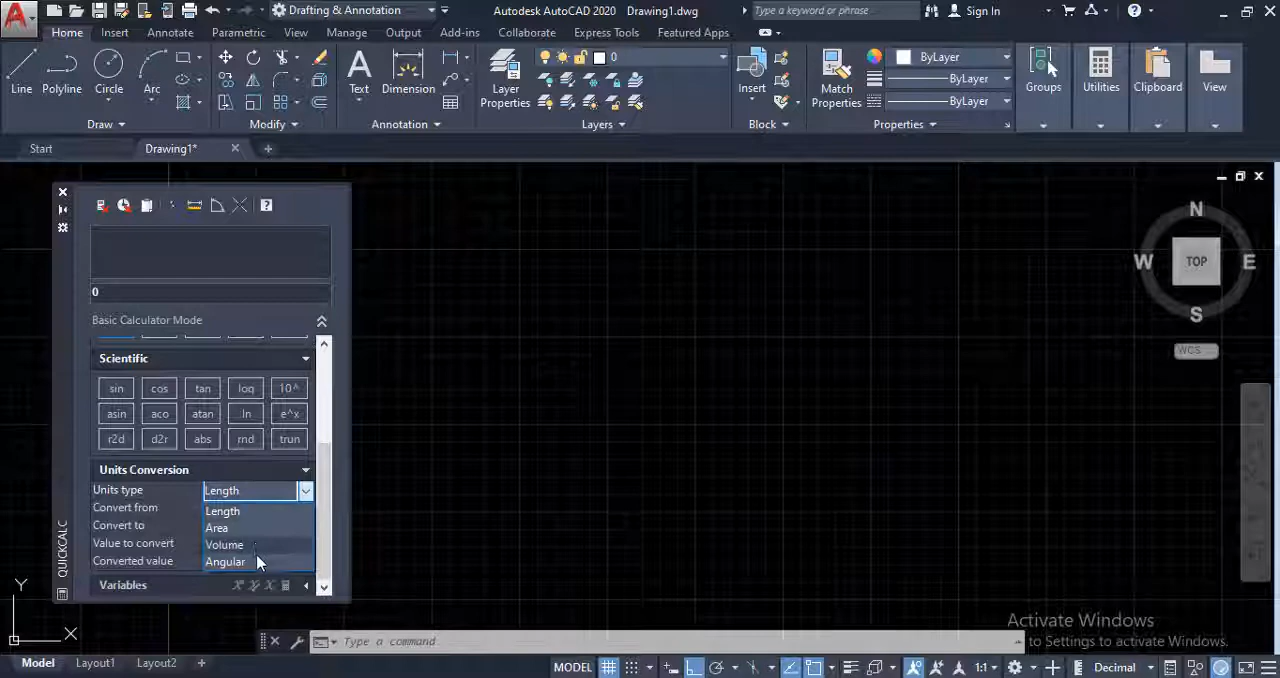 Drafting & Annotation
Autodesk AutoCAD 2020 Drawing1.dwg
Type a keyword or phrase
Sign In
Home Insert Annotate Parametric View Manage Output Add-ins Collaborate Express Tools Featured Apps
0
ByLayer
ByLayer
ByLayer
Line Polyline Circle Arc Text Dimension
Layer Properties
Insert
Match Properties
Groups Utilities Clipboard View
Draw Modify Annotation Layers Block Properties
Start Drawing1*
N
W TOP E
S
WCS
0
Basic Calculator Mode
Scientific
sin cos tan log 10^
asin aco atan ln e^x
r2d d2r abs rnd trun
Units Conversion
Units type Length
Convert from Length
Convert to Area
Value to convert Volume
Converted value Angular
Variables
QUICKCALC
Y
X
Type a command
Activate Windows
to Settings to activate Windows.
Model Layout1 Layout2
MODEL 1:1 Decimal